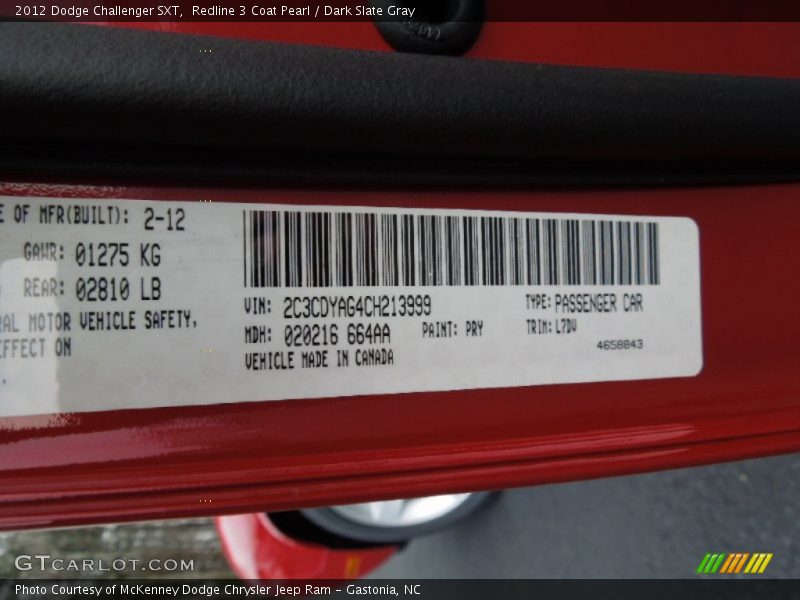 2012 Dodge Challenger SXT, Redline 3 Coat Pearl / Dark Slate Gray
E OF MFR(BUILT): 2-12
GAWR: 01275 KG
REAR: 02810 LB
AL MOTOR VEHICLE SAFETY,
EFFECT ON
VIN: 2C3CDYAG4CH213999
TYPE: PASSENGER CAR
MDH: 020216 664AA
PAINT: PRY
TRIM: L7DV
VEHICLE MADE IN CANADA
4658843
GTCARLOT.COM
Photo Courtesy of McKenney Dodge Chrysler Jeep Ram - Gastonia, NC